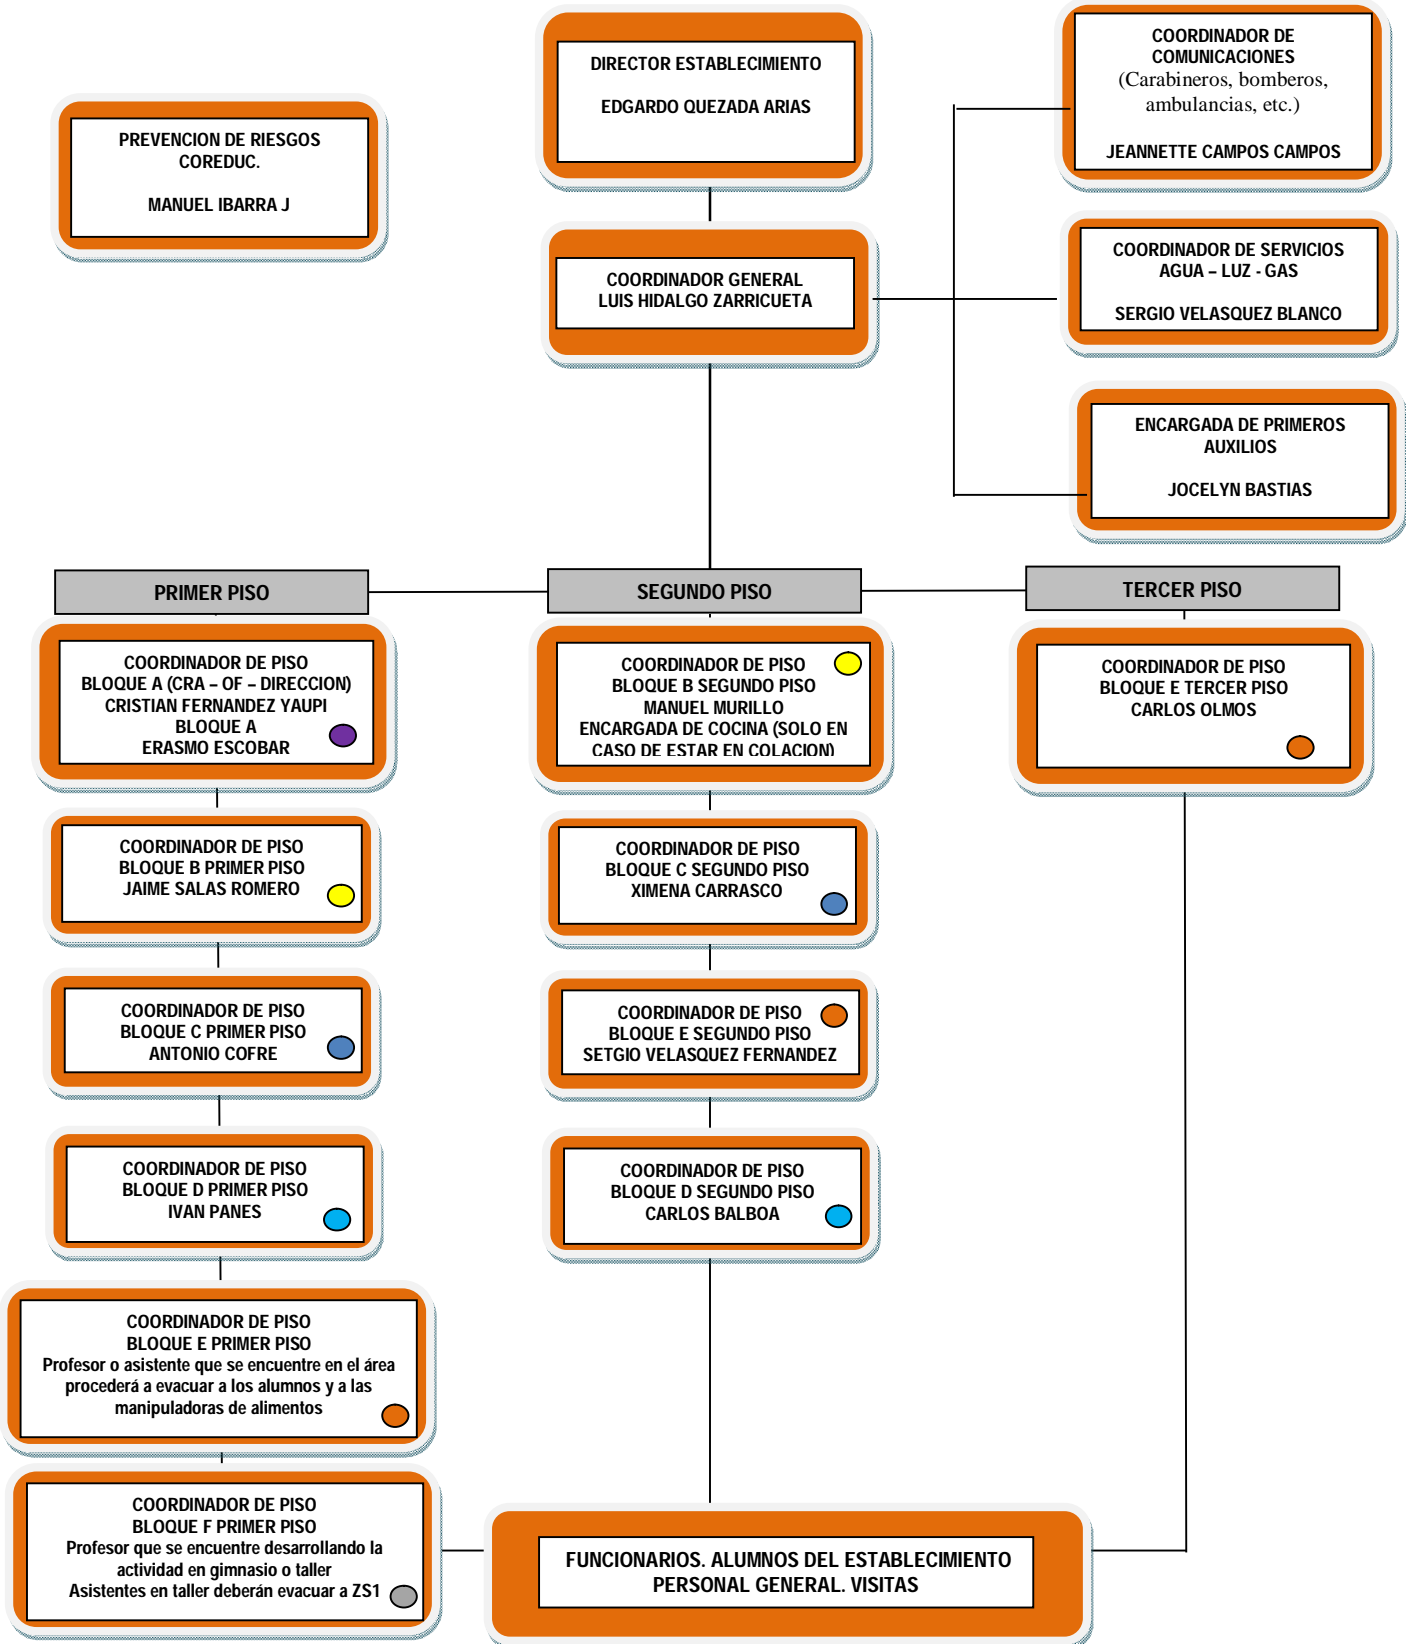 DIRECTOR ESTABLECIMIENTO
EDGARDO QUEZADA ARIAS
COORDINADOR DE
COMUNICACIONES
(Carabineros, bomberos,
ambulancias, etc.)
JEANNETTE CAMPOS CAMPOS
PREVENCION DE RIESGOS
COREDUC.
MANUEL IBARRA J
COORDINADOR GENERAL
LUIS HIDALGO ZARRICUETA
COORDINADOR DE SERVICIOS
AGUA – LUZ - GAS
SERGIO VELASQUEZ BLANCO
ENCARGADA DE PRIMEROS
AUXILIOS
JOCELYN BASTIAS
PRIMER PISO
SEGUNDO PISO
TERCER PISO
COORDINADOR DE PISO
BLOQUE A (CRA – OF – DIRECCION)
CRISTIAN FERNANDEZ YAUPI
BLOQUE A
ERASMO ESCOBAR
COORDINADOR DE PISO
BLOQUE B SEGUNDO PISO
MANUEL MURILLO
ENCARGADA DE COCINA (SOLO EN
CASO DE ESTAR EN COLACION)
COORDINADOR DE PISO
BLOQUE E TERCER PISO
CARLOS OLMOS
COORDINADOR DE PISO
BLOQUE B PRIMER PISO
JAIME SALAS ROMERO
COORDINADOR DE PISO
BLOQUE C SEGUNDO PISO
XIMENA CARRASCO
COORDINADOR DE PISO
BLOQUE C PRIMER PISO
ANTONIO COFRE
COORDINADOR DE PISO
BLOQUE E SEGUNDO PISO
SETGIO VELASQUEZ FERNANDEZ
COORDINADOR DE PISO
BLOQUE D PRIMER PISO
IVAN PANES
COORDINADOR DE PISO
BLOQUE D SEGUNDO PISO
CARLOS BALBOA
COORDINADOR DE PISO
BLOQUE E PRIMER PISO
Profesor o asistente que se encuentre en el área
procederá a evacuar a los alumnos y a las
manipuladoras de alimentos
COORDINADOR DE PISO
BLOQUE F PRIMER PISO
Profesor que se encuentre desarrollando la
actividad en gimnasio o taller
Asistentes en taller deberán evacuar a ZS1
FUNCIONARIOS. ALUMNOS DEL ESTABLECIMIENTO
PERSONAL GENERAL. VISITAS